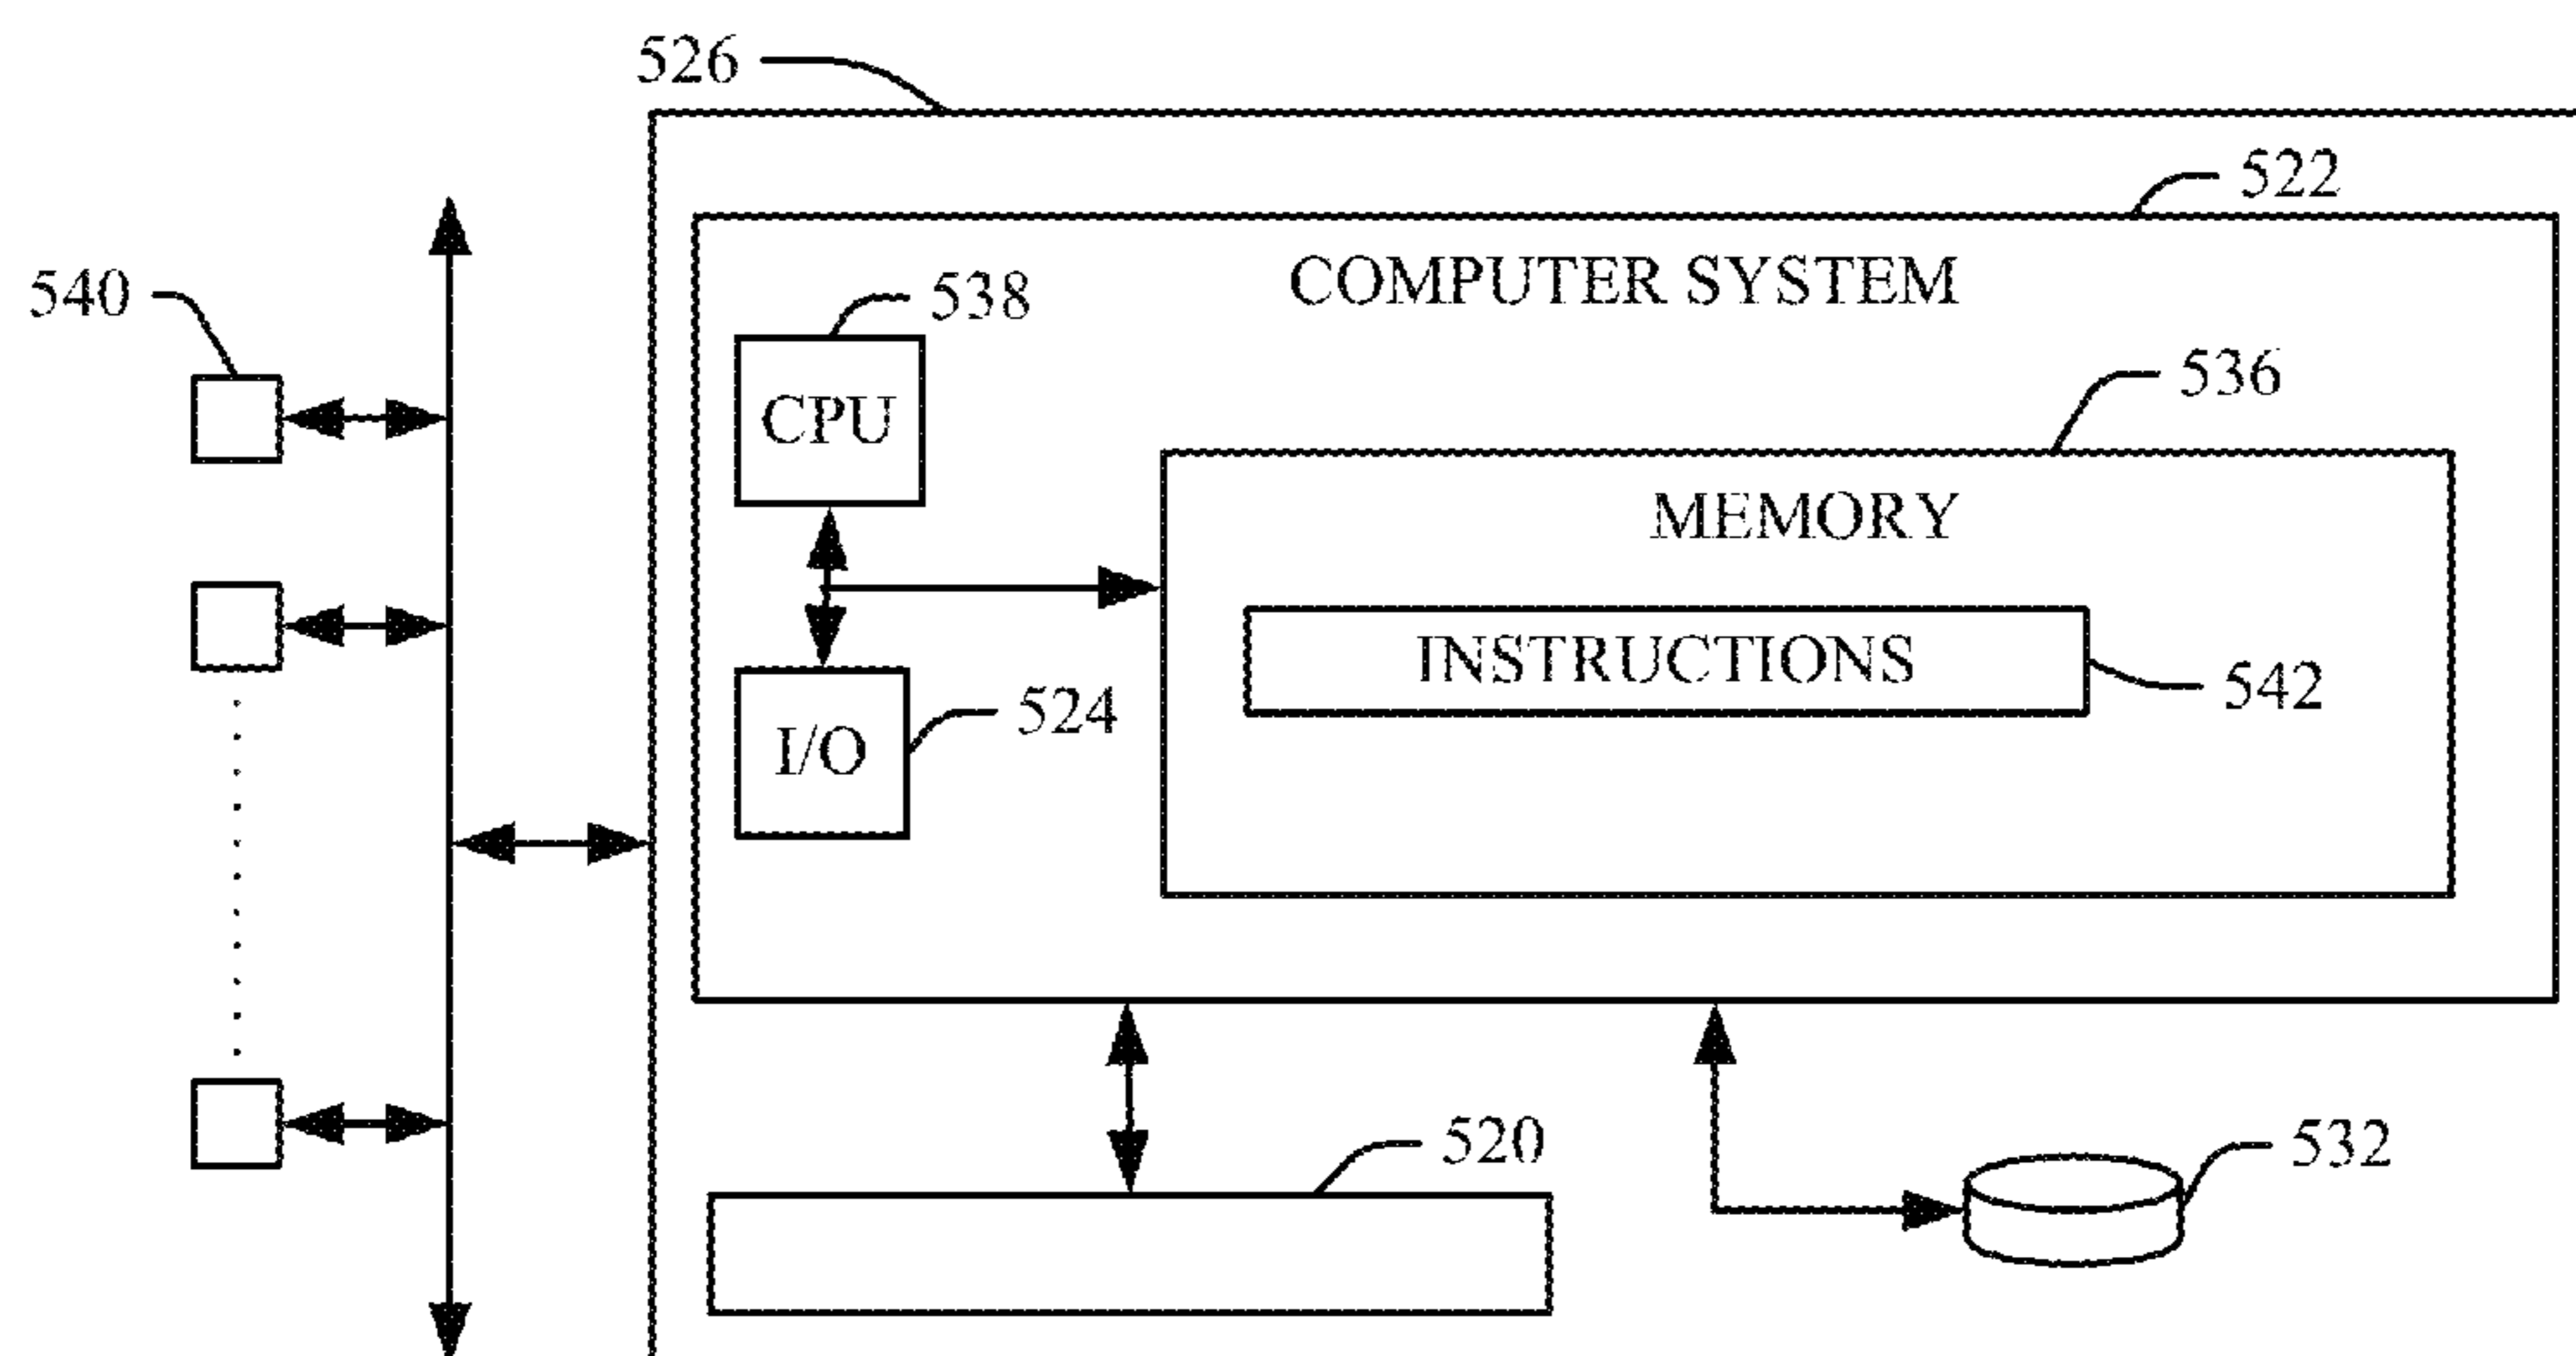 526
522
COMPUTER SYSTEM
540
538
536
CPU
MEMORY
INSTRUCTIONS
542
524
I/O
520
532